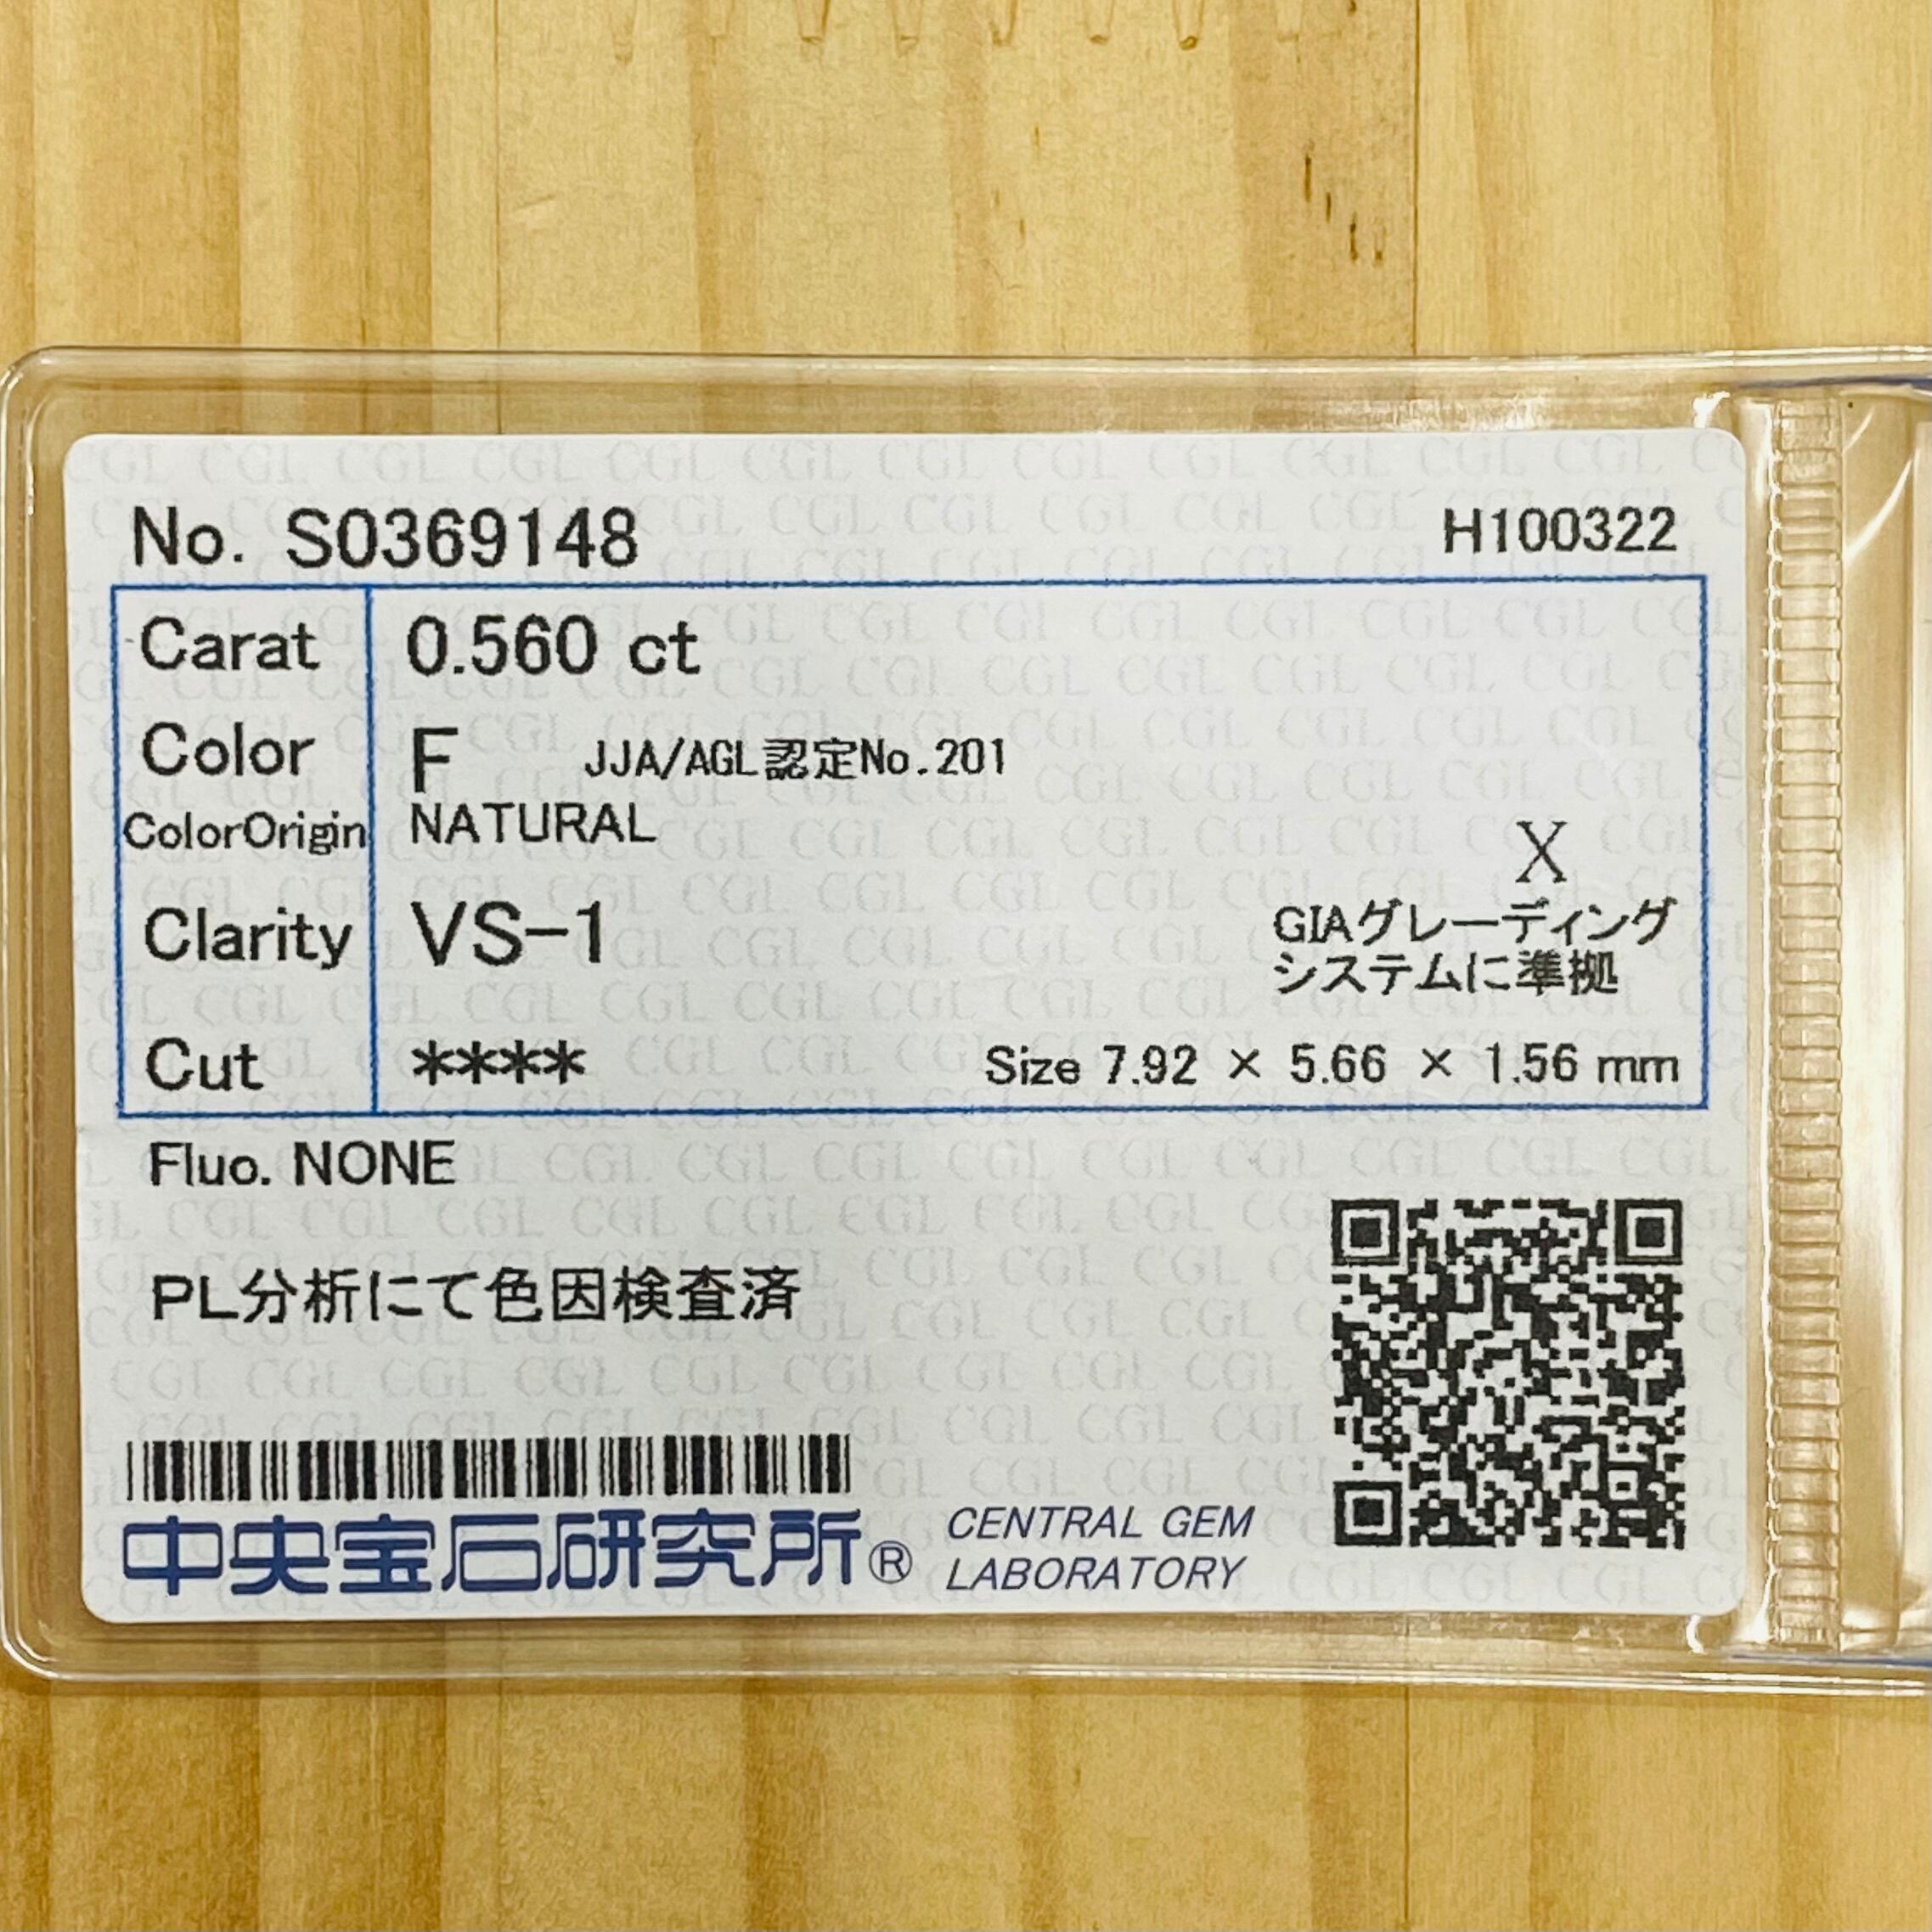 No. S0369148 H100322
Carat 0.560 ct
Color F JJA/AGL認定No.201
ColorOrigin NATURAL
X
Clarity VS-1
GIAグレーディング
システムに準拠
Cut **** Size 7.92 × 5.66 × 1.56 mm
Fluo. NONE
PL分析にて色因検査済
中央宝石研究所® CENTRAL GEM
LABORATORY